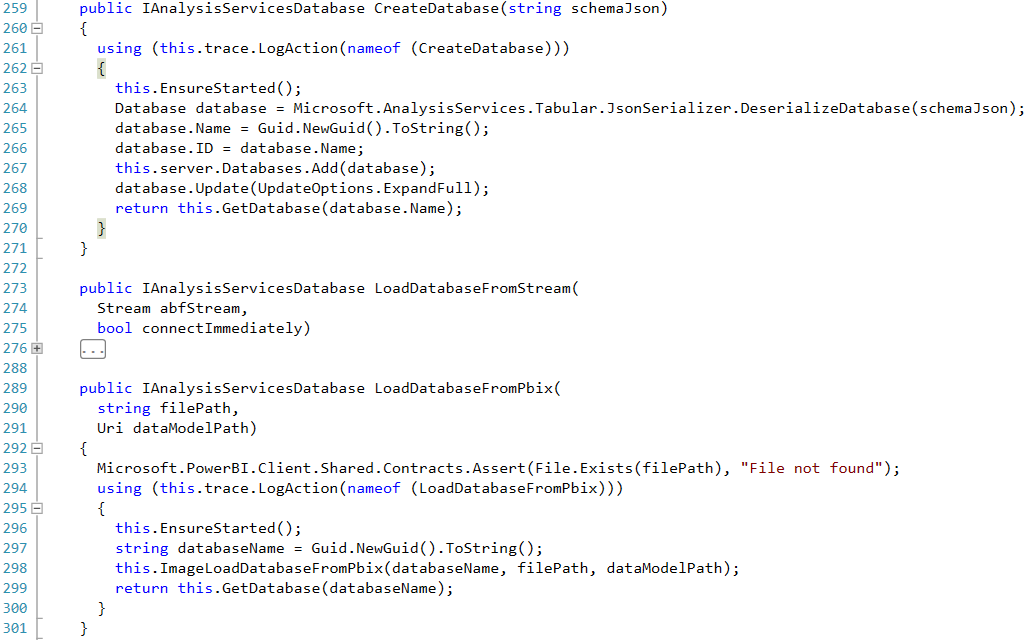 259 public IAnalysisServicesDatabase CreateDatabase(string schemaJson)
260 {
261 using (this.trace.LogAction(nameof (CreateDatabase)))
262 {
263 this.EnsureStarted();
264 Database database = Microsoft.AnalysisServices.Tabular.JsonSerializer.DeserializeDatabase(schemaJson);
265 database.Name = Guid.NewGuid().ToString();
266 database.ID = database.Name;
267 this.server.Databases.Add(database);
268 database.Update(UpdateOptions.ExpandFull);
269 return this.GetDatabase(database.Name);
270 }
271 }
272
273 public IAnalysisServicesDatabase LoadDatabaseFromStream(
274 Stream abfStream,
275 bool connectImmediately)
276 ...
288
289 public IAnalysisServicesDatabase LoadDatabaseFromPbix(
290 string filePath,
291 Uri dataModelPath)
292 {
293 Microsoft.PowerBI.Client.Shared.Contracts.Assert(File.Exists(filePath), "File not found");
294 using (this.trace.LogAction(nameof (LoadDatabaseFromPbix)))
295 {
296 this.EnsureStarted();
297 string databaseName = Guid.NewGuid().ToString();
298 this.ImageLoadDatabaseFromPbix(databaseName, filePath, dataModelPath);
299 return this.GetDatabase(databaseName);
300 }
301 }